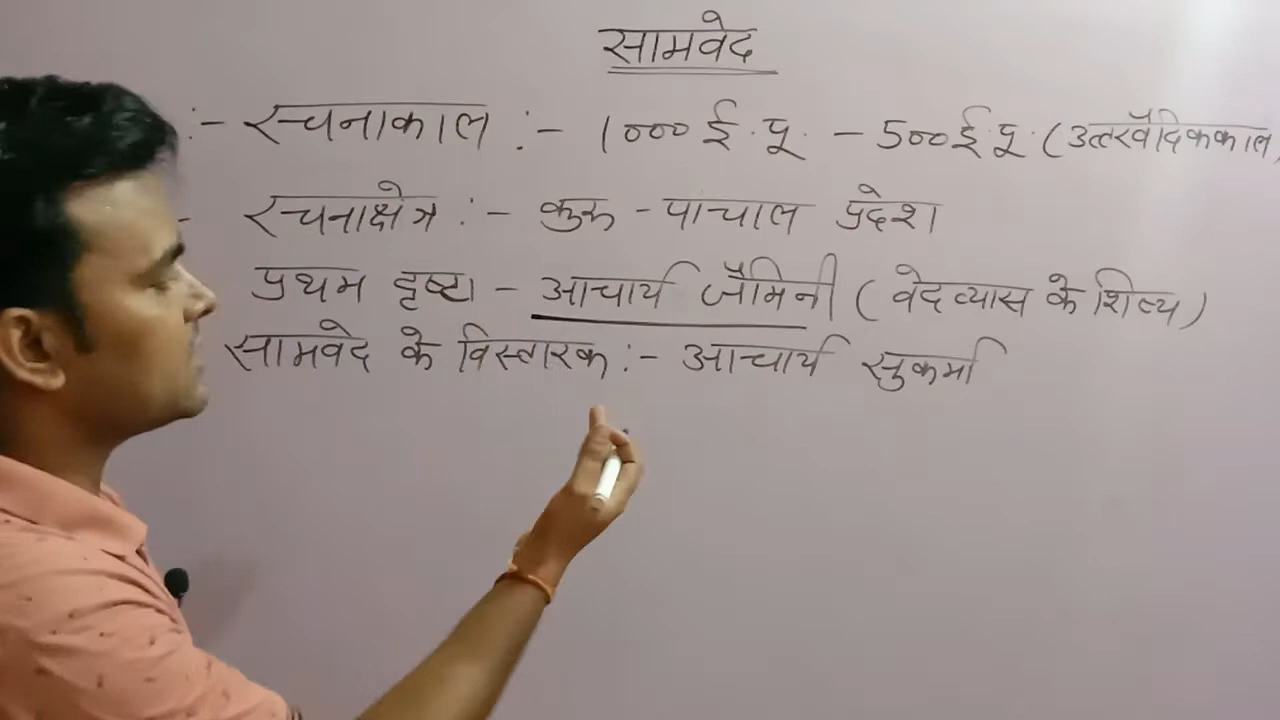 सामवेद
:- रचनाकाल :- 1000 ई. पू. - 500 ई. पू. (उत्तरवैदिककाल)
- रचनाक्षेत्र :- कुरू - पांचाल प्रदेश
प्रथम दृष्टा - आचार्य जैमिनी (वेदव्यास के शिष्य)
सामवेद के विस्तारक :- आचार्य सुकर्मा